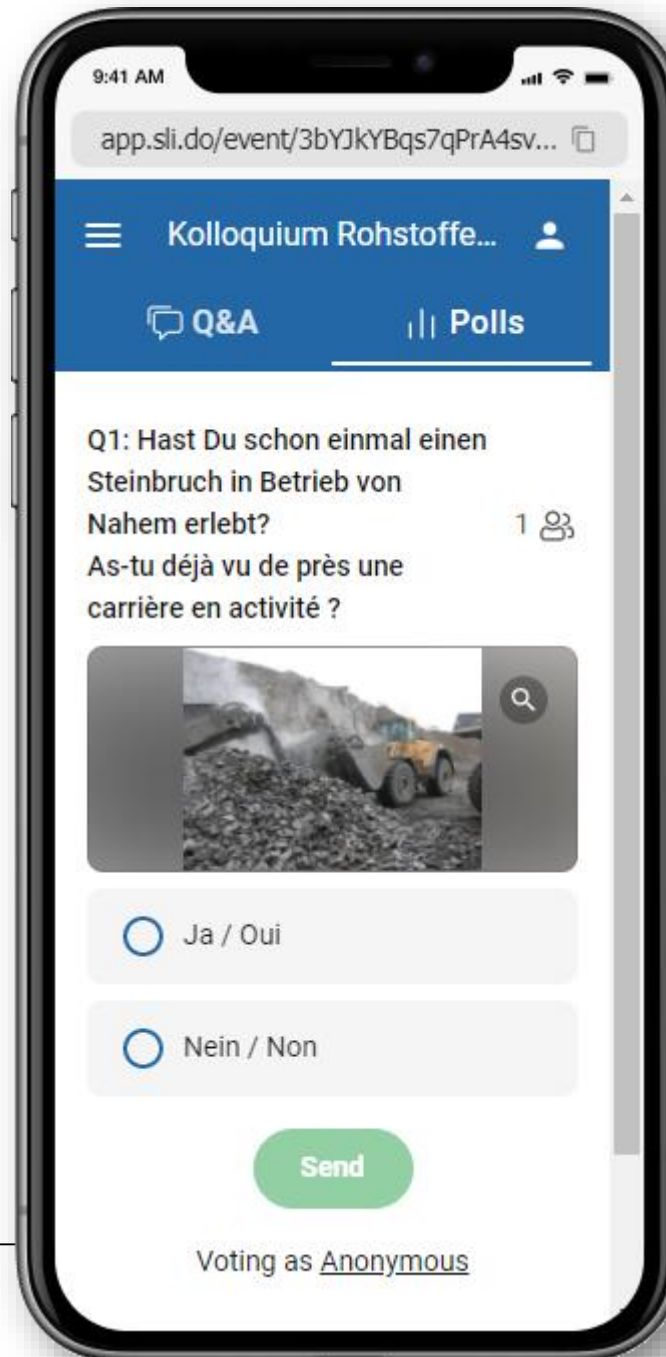 9:41 AM
app.sli.do/event/3bYJkYBqs7qPrA4sv...
Kolloquium Rohstoffe...
Q&A
Polls
Q1: Hast Du schon einmal einen
Steinbruch in Betrieb von
Nahem erlebt?
1
As-tu déjà vu de près une
carrière en activité ?
Ja / Oui
Nein / Non
Send
Voting as Anonymous